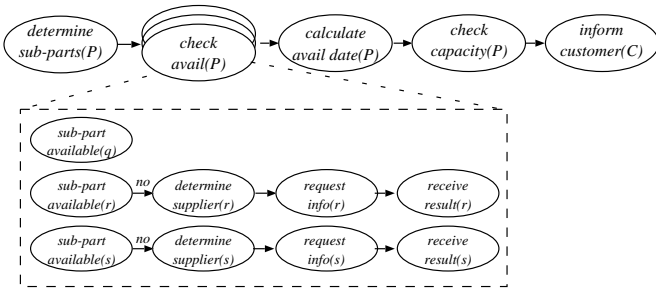 determine
sub-parts(P)
check
avail(P)
calculate
avail date(P)
check
capacity(P)
inform
customer(C)
sub-part
available(q)
sub-part
available(r)
no
determine
supplier(r)
request
info(r)
receive
result(r)
sub-part
available(s)
no
determine
supplier(s)
request
info(s)
receive
result(s)